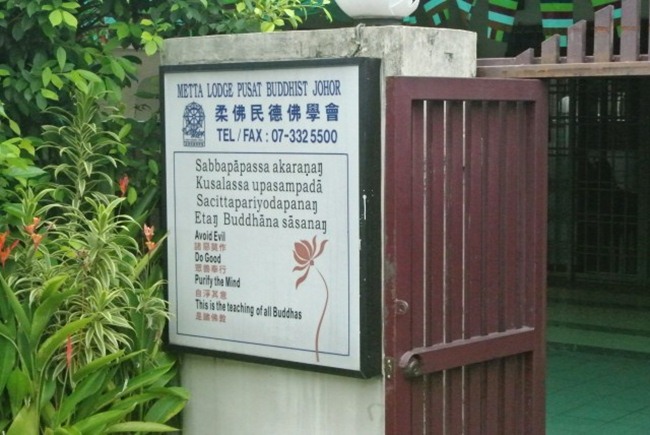 METTA LODGE PUSAT BUDDHIST JOHOR
柔佛民德佛學會
TEL / FAX : 07-332 5500
Sabbapāpassa akaraṇaŋ
Kusalassa upasampadā
Sacittapariyodapanaŋ
Etaŋ Buddhāna sāsanaŋ
Avoid Evil
諸惡莫作
Do Good
眾善奉行
Purify the Mind
自淨其意
This is the teaching of all Buddhas
是諸佛教